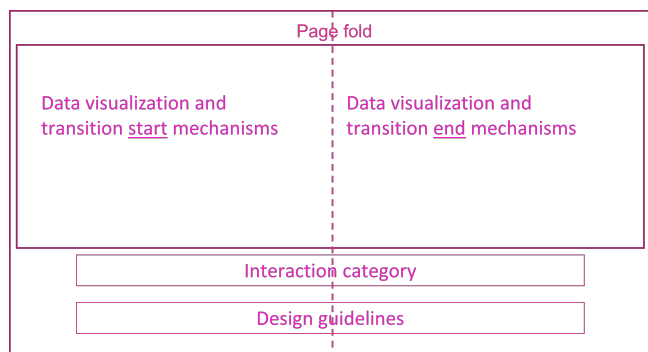 Page fold
Data visualization and
transition start mechanisms
Data visualization and
transition end mechanisms
Interaction category
Design guidelines